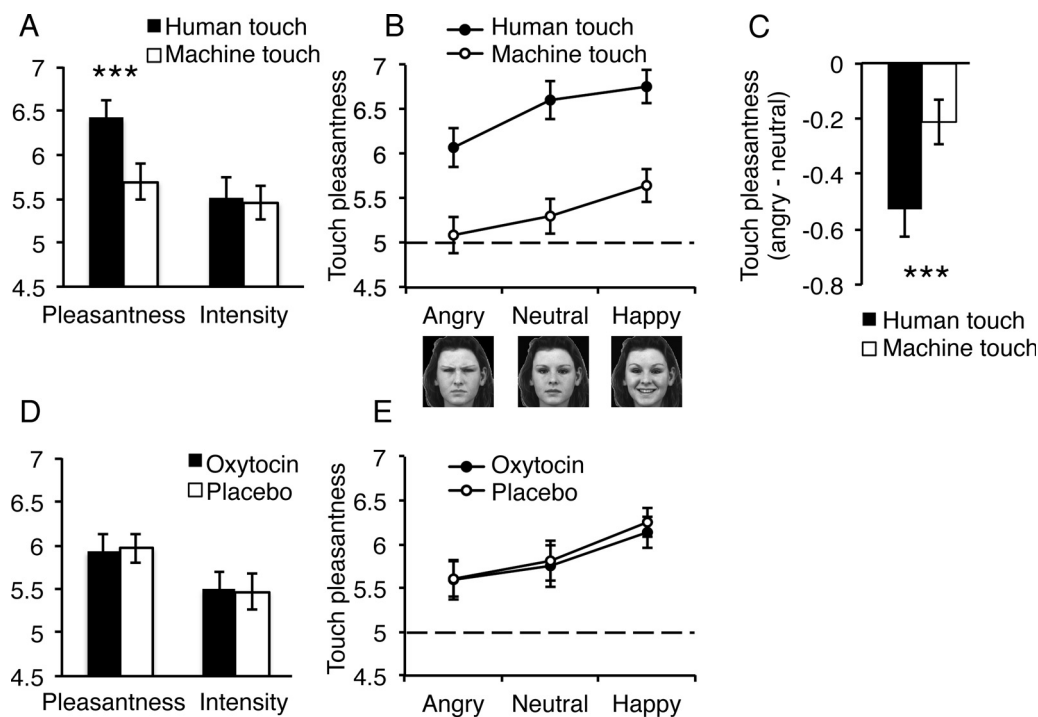 A
Human touch
Machine touch
***
7
6.5
6
5.5
5
4.5
Pleasantness Intensity
B
Human touch
Machine touch
Touch pleasantness
7
6.5
6
5.5
5
4.5
Angry Neutral Happy
C
Touch pleasantness
(angry - neutral)
0
-0.2
-0.4
-0.6
-0.8
***
Human touch
Machine touch
D
Oxytocin
Placebo
7
6.5
6
5.5
5
4.5
Pleasantness Intensity
E
Oxytocin
Placebo
Touch pleasantness
7
6.5
6
5.5
5
4.5
Angry Neutral Happy